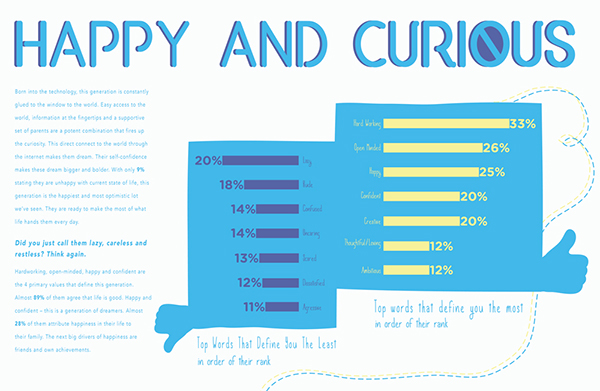 HAPPY AND CURIOUS
Born into the technology, this generation is constantly
glued to the window to the world. Easy access to the
world, information at the fingertips and a supportive
set of parents are a potent combination that fires up
the curiosity. This direct connect to the world through
the internet makes them dream. Their self-confidence
makes these dream bigger and bolder. With only 9%
stating they are unhappy with current state of life, this
generation is the happiest and most optimistic lot
we've seen. They are ready to make the most of what
life hands them every day.
Did you just call them lazy, careless and
restless? Think again.
Hardworking, open-minded, happy and confident are
the 4 primary values that define this generation.
Almost 89% of them agree that life is good. Happy and
confident – this is a generation of dreamers. Almost
28% of them attribute happiness in their life to
their family. The next big drivers of happiness are
friends and own achievements.
20% Lazy
18% Rude
14% Confused
14% Annoying
13% Scared
12% Dissatisfied
11% Aggressive
Top Words That Define You The Least
in order of their rank
Hard Working 33%
Open Minded 26%
Happy 25%
Confident 20%
Creative 20%
Thoughtful/Loving 12%
Ambitious 12%
Top words that define you the most
in order of their rank